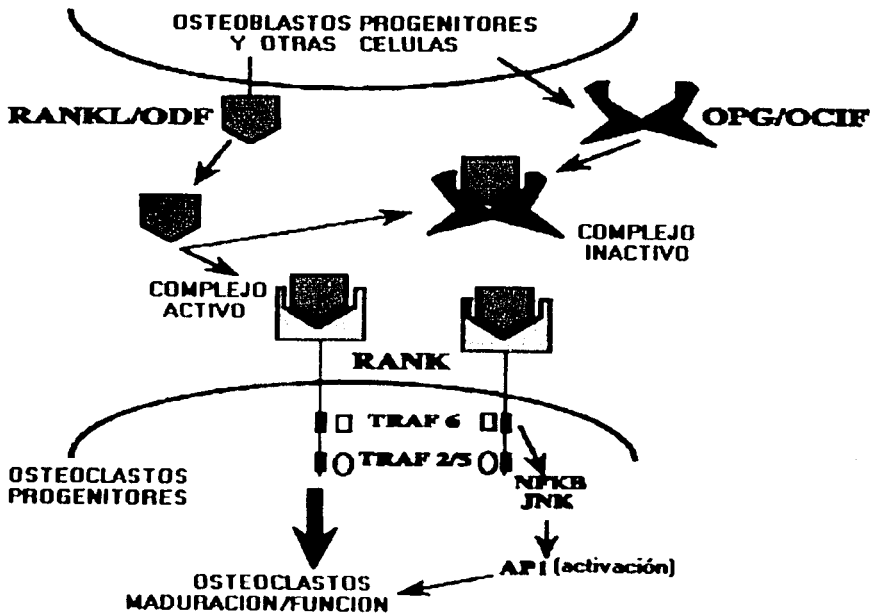 OSTEOBLASTOS PROGENITORES
Y OTRAS CELULAS
RANKL/ODF
OPG/OCIF
COMPLEJO
INACTIVO
COMPLEJO
ACTIVO
RANK
TRAF 6
TRAF 2/5
OSTEOCLASTOS
PROGENITORES
NFKB
JNK
AP1 (activación)
OSTEOCLASTOS
MADURACION/FUNCION